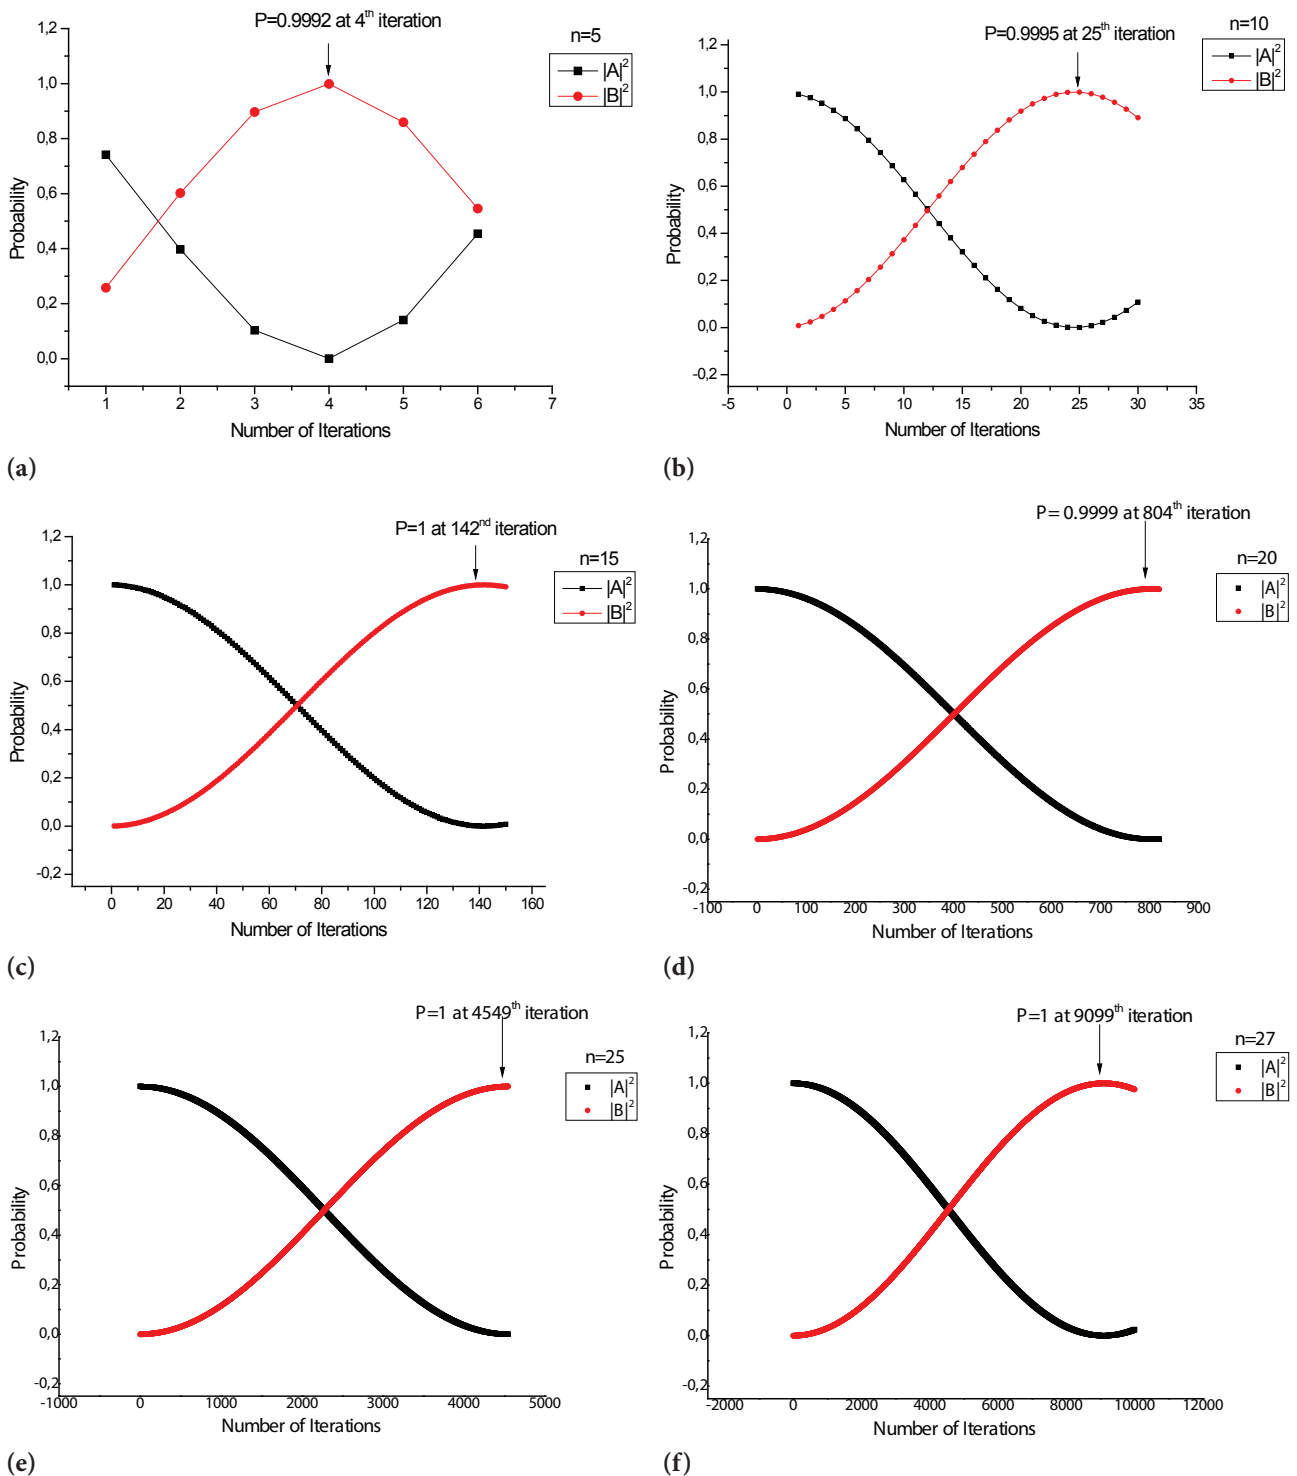 P=0.9992 at 4th iteration
n=5
|A|²
|B|²
1,2
1,0
0,8
0,6
0,4
0,2
0,0
Probability
1 2 3 4 5 6 7
Number of Iterations
(a)
P=0.9995 at 25th iteration
n=10
|A|²
|B|²
1,2
1,0
0,8
0,6
0,4
0,2
0,0
-0,2
Probability
-5 0 5 10 15 20 25 30 35
Number of Iterations
(b)
P=1 at 142nd iteration
n=15
|A|²
|B|²
1,2
1,0
0,8
0,6
0,4
0,2
0,0
-0,2
Probability
0 20 40 60 80 100 120 140 160
Number of Iterations
(c)
P= 0.9999 at 804th iteration
n=20
|A|²
|B|²
1,2
1,0
0,8
0,6
0,4
0,2
0,0
-0,2
Probability
-100 0 100 200 300 400 500 600 700 800 900
Number of Iterations
(d)
P=1 at 4549th iteration
n=25
|A|²
|B|²
1,2
1,0
0,8
0,6
0,4
0,2
0,0
-0,2
Probability
-1000 0 1000 2000 3000 4000 5000
Number of Iterations
(e)
P=1 at 9099th iteration
n=27
|A|²
|B|²
1,2
1,0
0,8
0,6
0,4
0,2
0,0
-0,2
Probability
-2000 0 2000 4000 6000 8000 10000 12000
Number of Iterations
(f)